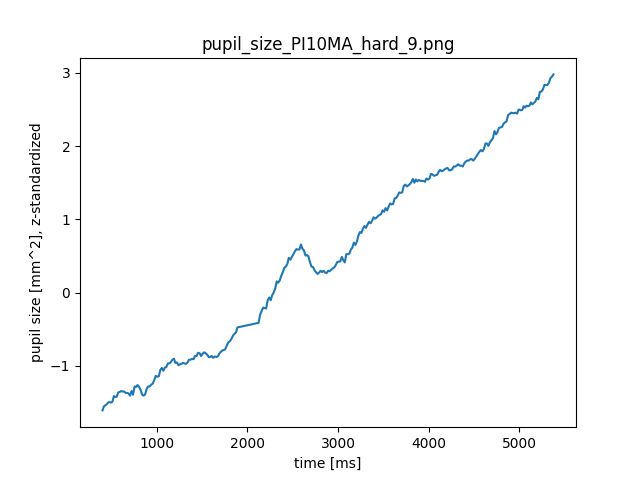 pupil_size_PI10MA_hard_9.png
3
2
1
0
−1
pupil size [mm^2], z-standardized
1000 2000 3000 4000 5000
time [ms]